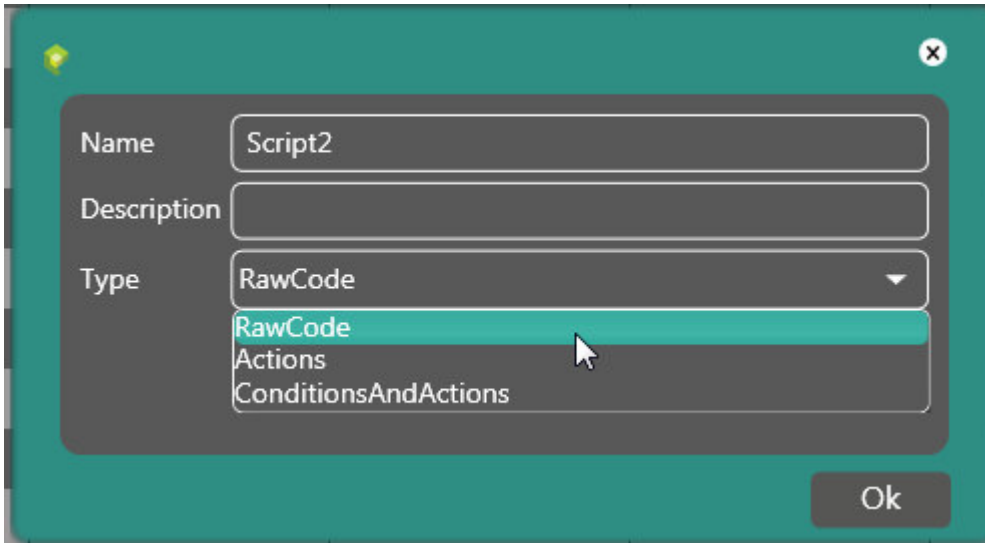 Name
Script2
Description
Type
RawCode
RawCode
Actions
ConditionsAndActions
Ok